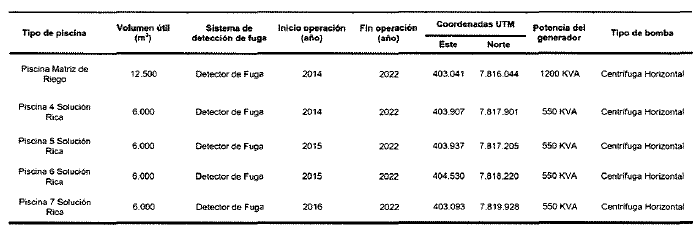 Tipo de piscina Volumen útil (m³) Sistema de detección de fuga Inicio operación (año) Fin operación (año) Coordenadas UTM Potencia del generador Tipo de bomba
Este Norte
Piscina Matriz de Riego 12.500 Detector de Fuga 2014 2022 403.041 7.816.044 1200 KVA Centrífuga Horizontal
Piscina 4 Solución Rica 6.000 Detector de Fuga 2014 2022 403.907 7.817.901 550 KVA Centrífuga Horizontal
Piscina 5 Solución Rica 6.000 Detector de Fuga 2015 2022 403.937 7.817.205 550 KVA Centrífuga Horizontal
Piscina 6 Solución Rica 6.000 Detector de Fuga 2015 2022 404.530 7.818.220 550 KVA Centrífuga Horizontal
Piscina 7 Solución Rica 6.000 Detector de Fuga 2016 2022 403.093 7.819.928 550 KVA Centrífuga Horizontal